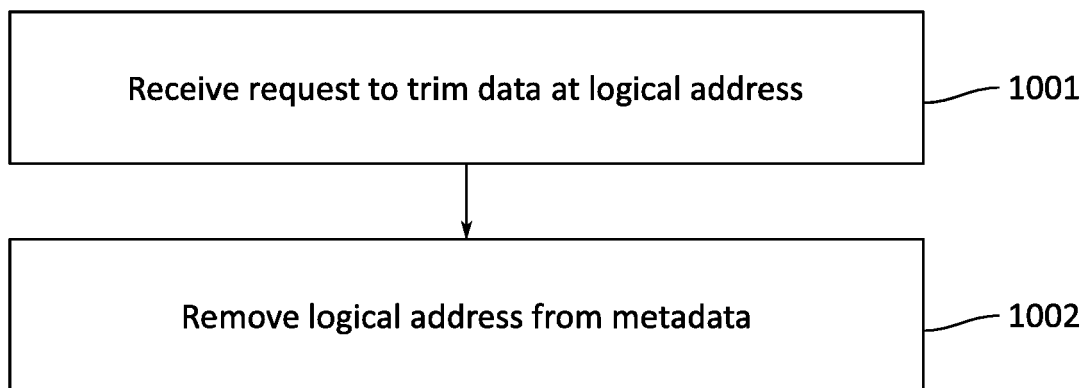 Receive request to trim data at logical address
1001
Remove logical address from metadata
1002